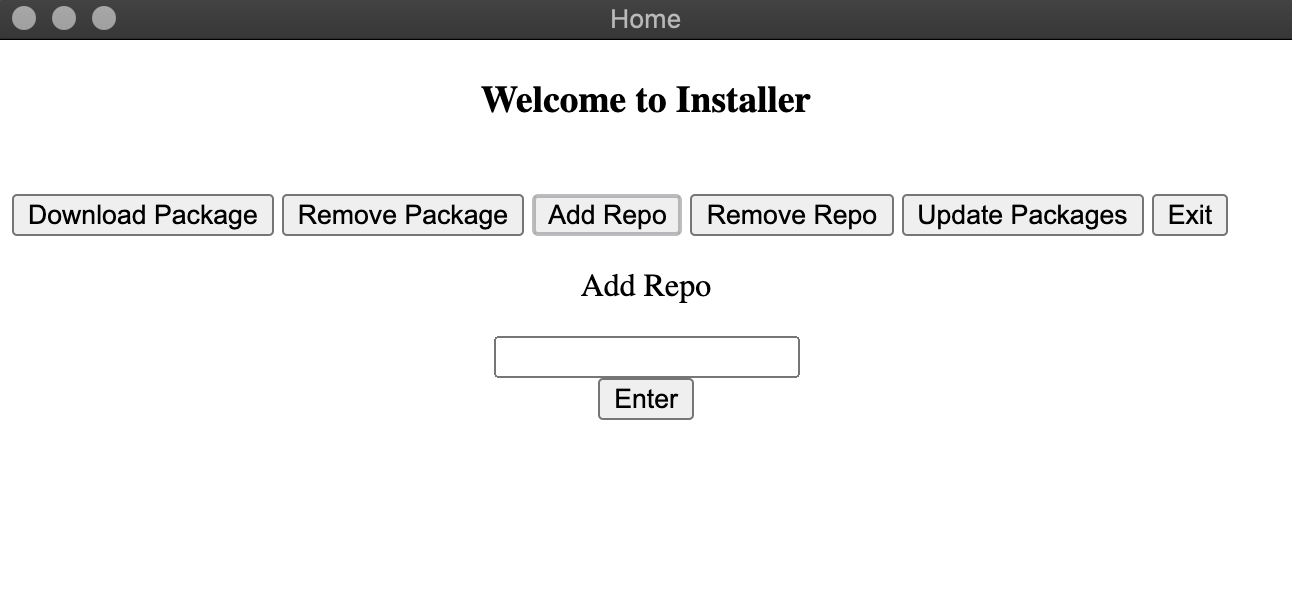 Home
Welcome to Installer
Download Package Remove Package Add Repo Remove Repo Update Packages Exit
Add Repo
Enter